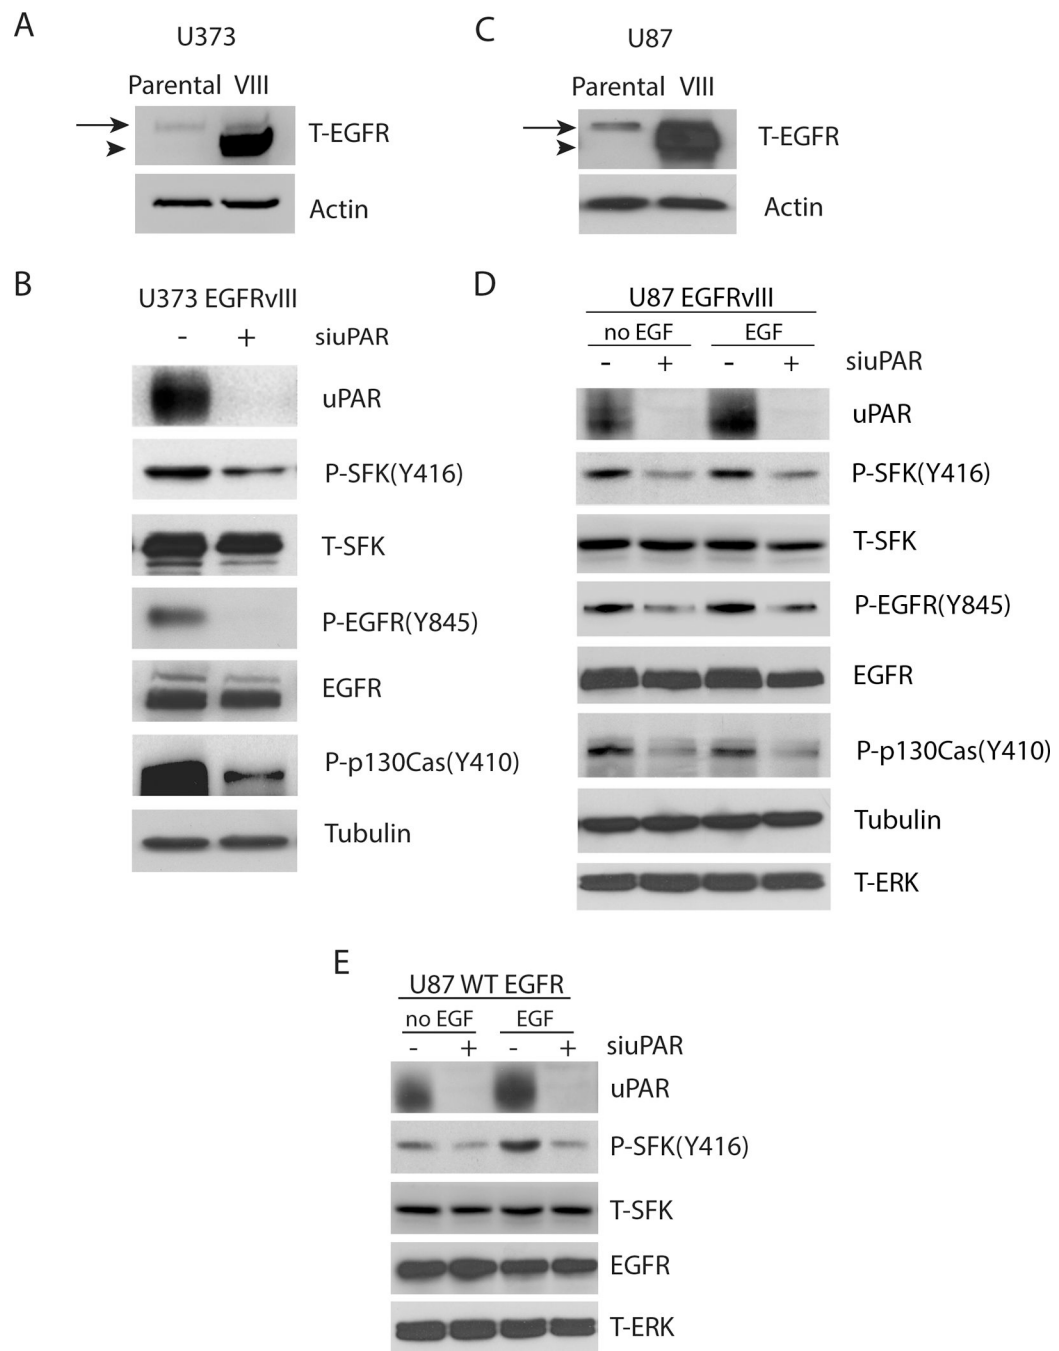 A
U373
Parental VIII
T-EGFR
Actin
C
U87
Parental VIII
T-EGFR
Actin
B
U373 EGFRvIII
- + siuPAR
uPAR
P-SFK(Y416)
T-SFK
P-EGFR(Y845)
EGFR
P-p130Cas(Y410)
Tubulin
D
U87 EGFRvIII
no EGF EGF
- + - + siuPAR
uPAR
P-SFK(Y416)
T-SFK
P-EGFR(Y845)
EGFR
P-p130Cas(Y410)
Tubulin
T-ERK
E
U87 WT EGFR
no EGF EGF
- + - + siuPAR
uPAR
P-SFK(Y416)
T-SFK
EGFR
T-ERK